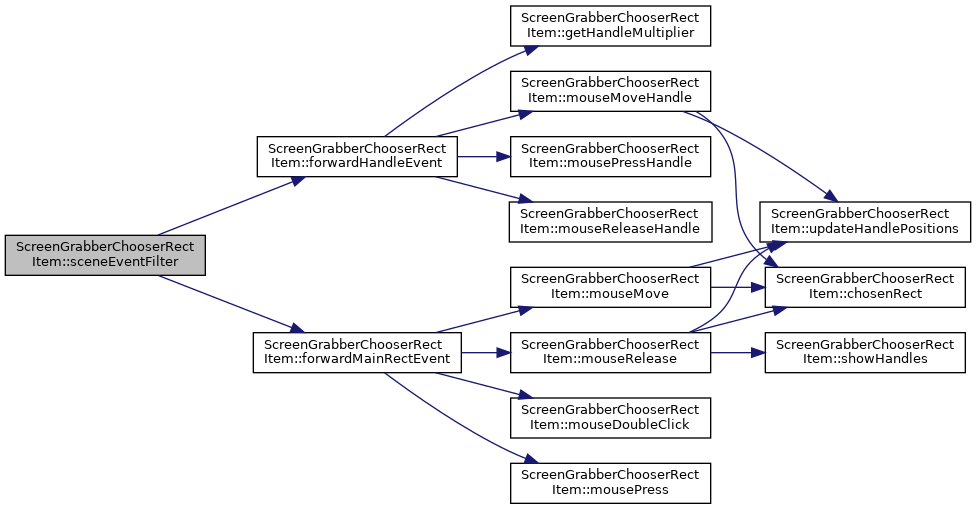 ScreenGrabberChooserRect
Item::sceneEventFilter
ScreenGrabberChooserRect
Item::forwardHandleEvent
ScreenGrabberChooserRect
Item::forwardMainRectEvent
ScreenGrabberChooserRect
Item::getHandleMultiplier
ScreenGrabberChooserRect
Item::mouseMoveHandle
ScreenGrabberChooserRect
Item::mousePressHandle
ScreenGrabberChooserRect
Item::mouseReleaseHandle
ScreenGrabberChooserRect
Item::mouseMove
ScreenGrabberChooserRect
Item::mouseRelease
ScreenGrabberChooserRect
Item::mouseDoubleClick
ScreenGrabberChooserRect
Item::mousePress
ScreenGrabberChooserRect
Item::updateHandlePositions
ScreenGrabberChooserRect
Item::chosenRect
ScreenGrabberChooserRect
Item::showHandles